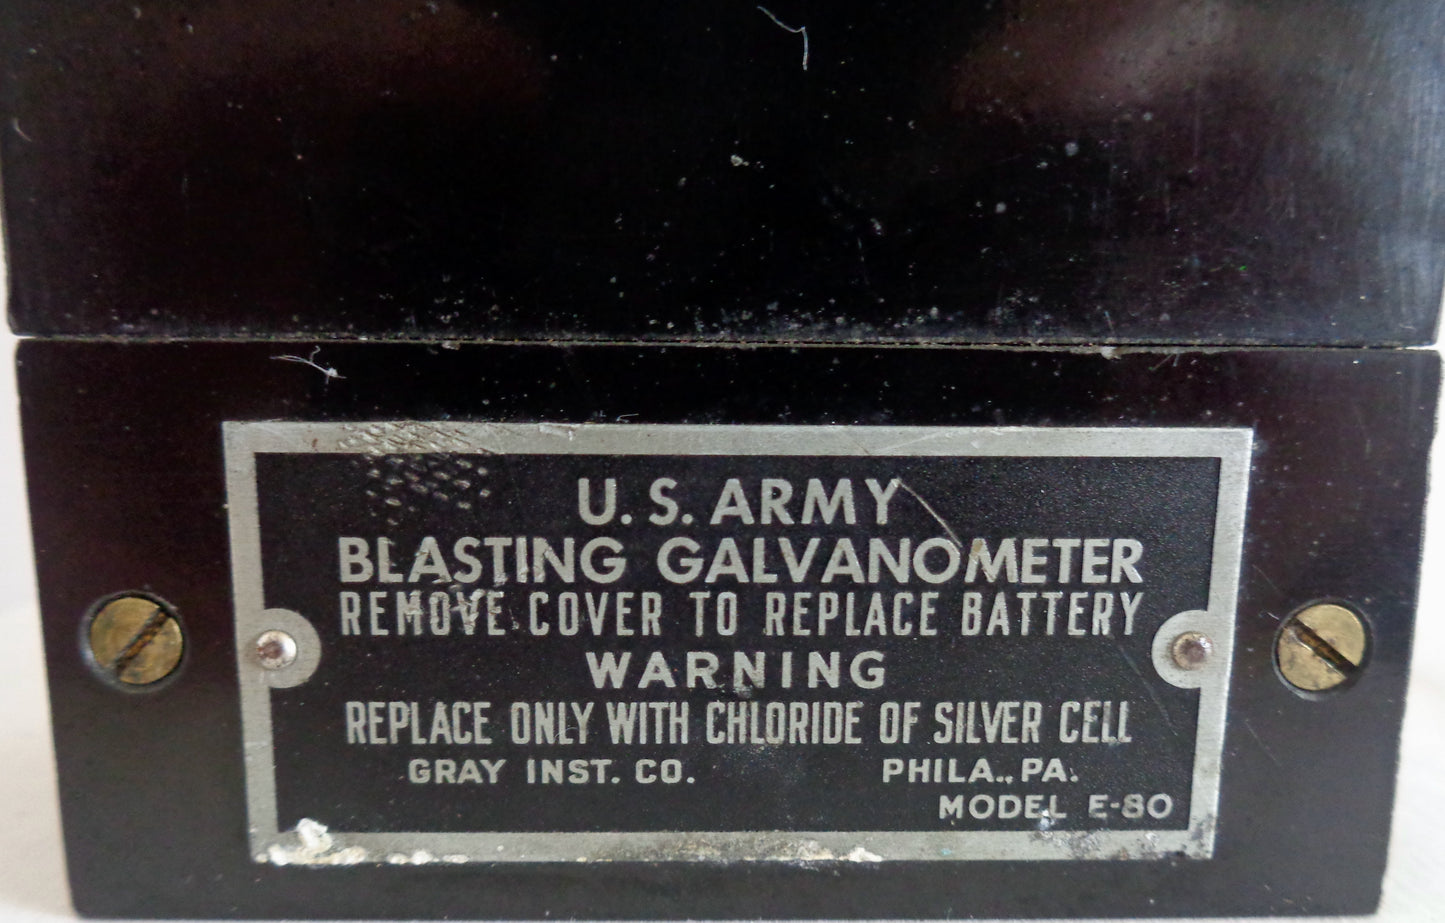 U.S. ARMY
BLASTING GALVANOMETER
REMOVE COVER TO REPLACE BATTERY
WARNING
REPLACE ONLY WITH CHLORIDE OF SILVER CELL
GRAY INST. CO. PHILA., PA.
MODEL E-80